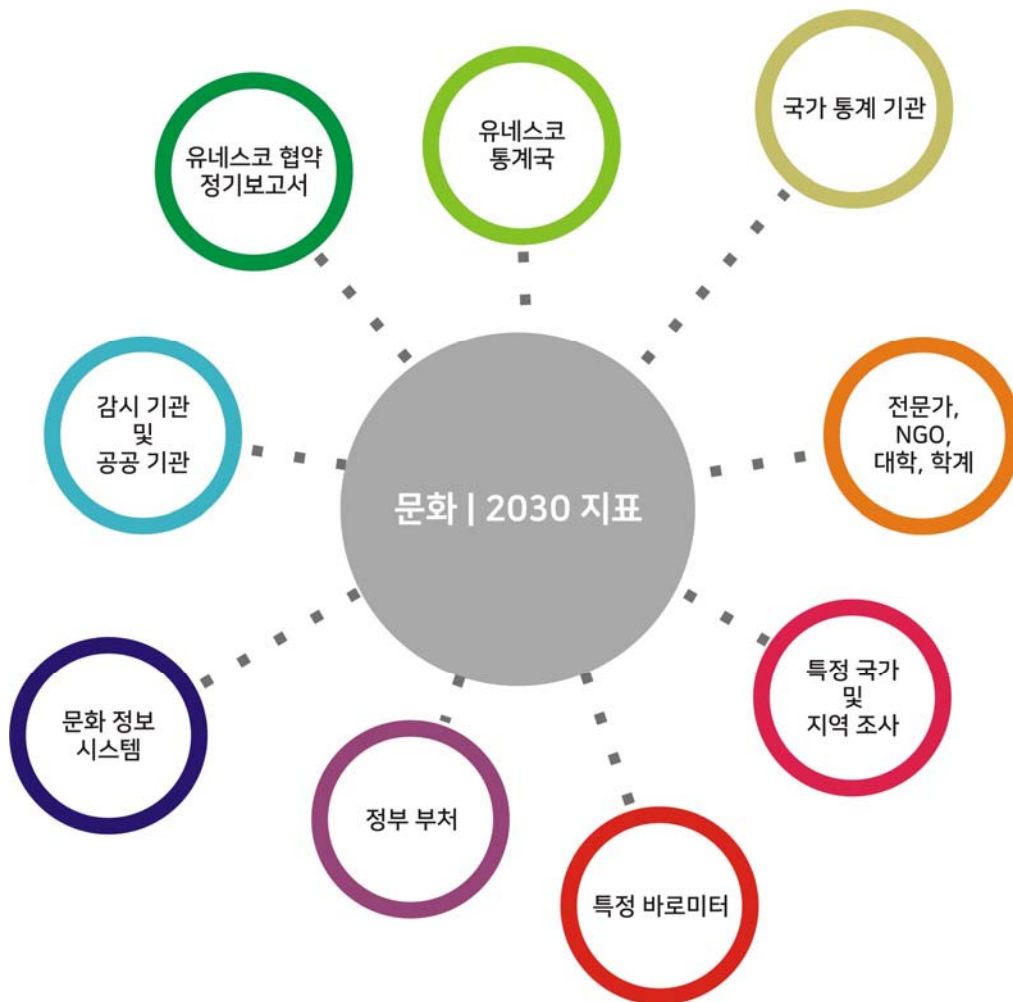 유네스코 협약
정기보고서
유네스코
통계국
국가 통계 기관
감시 기관
및
공공 기관
전문가,
NGO,
대학, 학계
문화 | 2030 지표
문화 정보
시스템
정부 부처
특정 바로미터
특정 국가
및
지역 조사